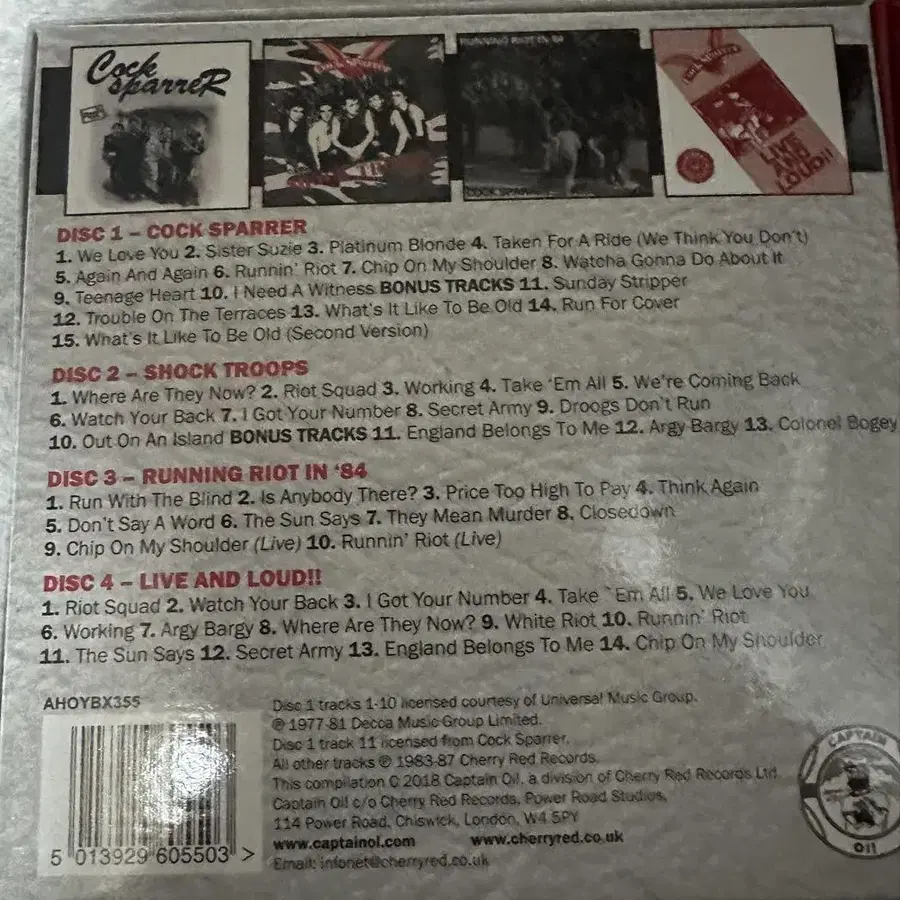 Cock
Sparrer
Cock Sparrer
RUNNING RIOT IN '84
COCK SPARRER
Cock Sparrer
LIVE
AND
LOUD!!
DISC 1 – COCK SPARRER
1. We Love You 2. Sister Suzie 3. Platinum Blonde 4. Taken For A Ride (We Think You Don't)
5. Again And Again 6. Runnin' Riot 7. Chip On My Shoulder 8. Watcha Gonna Do About It
9. Teenage Heart 10. I Need A Witness BONUS TRACKS 11. Sunday Stripper
12. Trouble On The Terraces 13. What's It Like To Be Old 14. Run For Cover
15. What's It Like To Be Old (Second Version)
DISC 2 – SHOCK TROOPS
1. Where Are They Now? 2. Riot Squad 3. Working 4. Take 'Em All 5. We're Coming Back
6. Watch Your Back 7. I Got Your Number 8. Secret Army 9. Droogs Don't Run
10. Out On An Island BONUS TRACKS 11. England Belongs To Me 12. Argy Bargy 13. Colonel Bogey
DISC 3 – RUNNING RIOT IN '84
1. Run With The Blind 2. Is Anybody There? 3. Price Too High To Pay 4. Think Again
5. Don't Say A Word 6. The Sun Says 7. They Mean Murder 8. Closedown
9. Chip On My Shoulder (Live) 10. Runnin' Riot (Live)
DISC 4 – LIVE AND LOUD!!
1. Riot Squad 2. Watch Your Back 3. I Got Your Number 4. Take `Em All 5. We Love You
6. Working 7. Argy Bargy 8. Where Are They Now? 9. White Riot 10. Runnin' Riot
11. The Sun Says 12. Secret Army 13. England Belongs To Me 14. Chip On My Shoulder
AHOYBX355
Disc 1 tracks 1-10 licensed courtesy of Universal Music Group.
℗ 1977-81 Decca Music Group Limited.
Disc 1 track 11 licensed from Cock Sparrer.
All other tracks ℗ 1983-87 Cherry Red Records.
This compilation © 2018 Captain Oi!, a division of Cherry Red Records Ltd.
Captain Oi! c/o Cherry Red Records, Power Road Studios,
114 Power Road, Chiswick, London, W4 5PY
www.captainoi.com www.cherryred.co.uk
Email: infonet@cherryred.co.uk
5 013929 605503 >
CAPTAIN
OI!